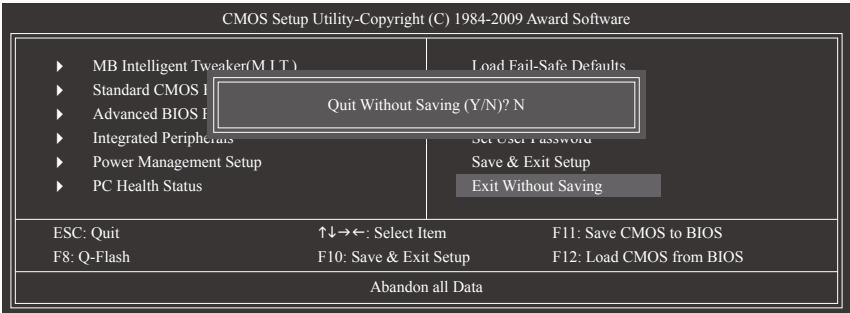 CMOS Setup Utility-Copyright (C) 1984-2009 Award Software
MB Intelligent Tweaker(M.I.T.)
Standard CMOS
Advanced BIOS
Integrated Peripherals
Power Management Setup
PC Health Status
Load Fail-Safe Defaults
Set User Password
Save & Exit Setup
Exit Without Saving
Quit Without Saving (Y/N)? N
ESC: Quit
↑↓→←: Select Item
F11: Save CMOS to BIOS
F8: Q-Flash
F10: Save & Exit Setup
F12: Load CMOS from BIOS
Abandon all Data